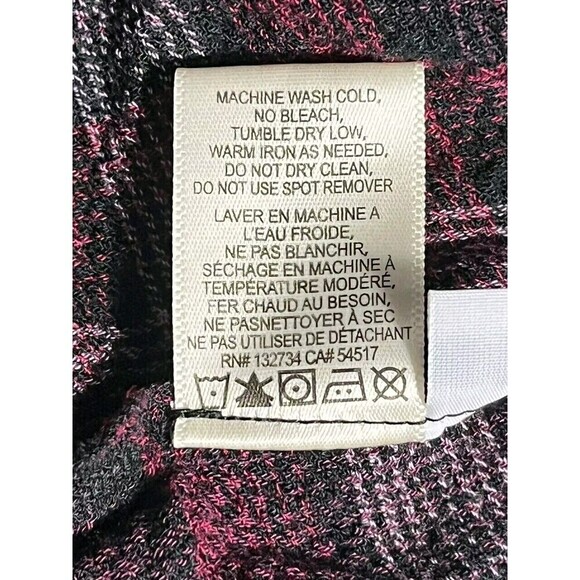 MACHINE WASH COLD,
NO BLEACH,
TUMBLE DRY LOW,
WARM IRON AS NEEDED,
DO NOT DRY CLEAN,
DO NOT USE SPOT REMOVER
LAVER EN MACHINE A
L'EAU FROIDE,
NE PAS BLANCHIR,
SÉCHAGE EN MACHINE À
TEMPÉRATURE MODÉRÉ,
FER CHAUD AU BESOIN,
NE PASNETTOYER À SEC
NE PAS UTILISER DE DÉTACHANT
RN# 132734 CA# 54517